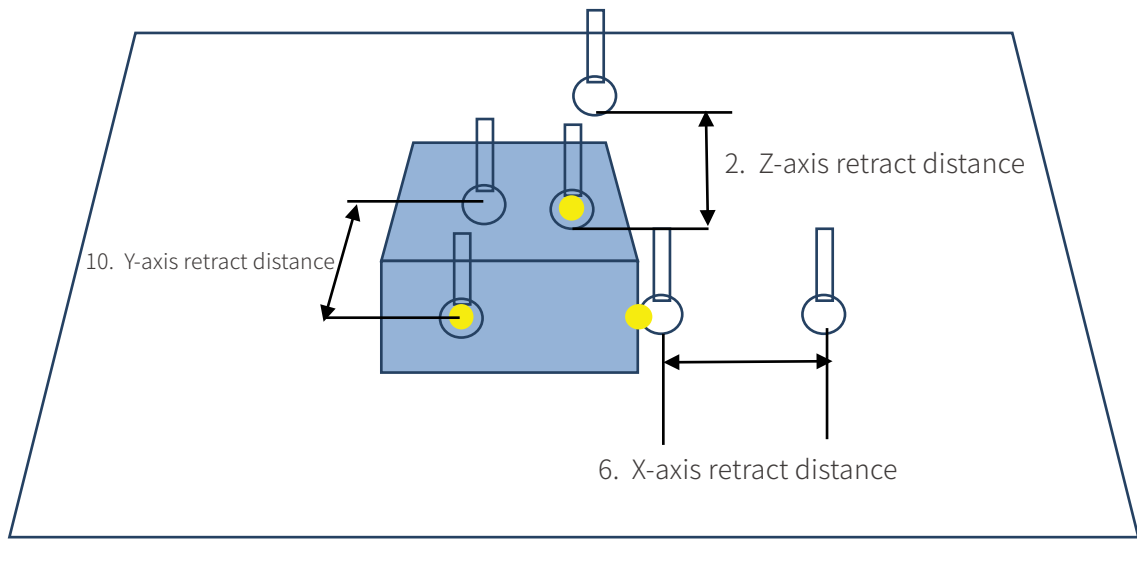 2. Z-axis retract distance
10. Y-axis retract distance
6. X-axis retract distance